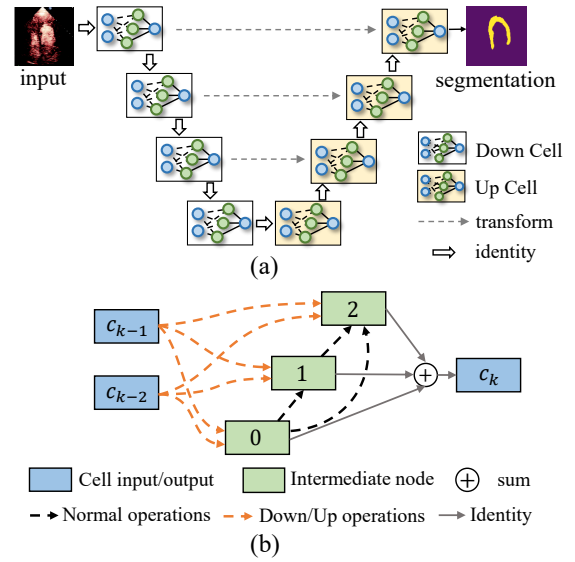 input
segmentation
Down Cell
Up Cell
transform
identity
(a)
2
c_{k-1}
1
c_{k-2}
c_k
0
Cell input/output
Intermediate node
sum
Normal operations
Down/Up operations
Identity
(b)